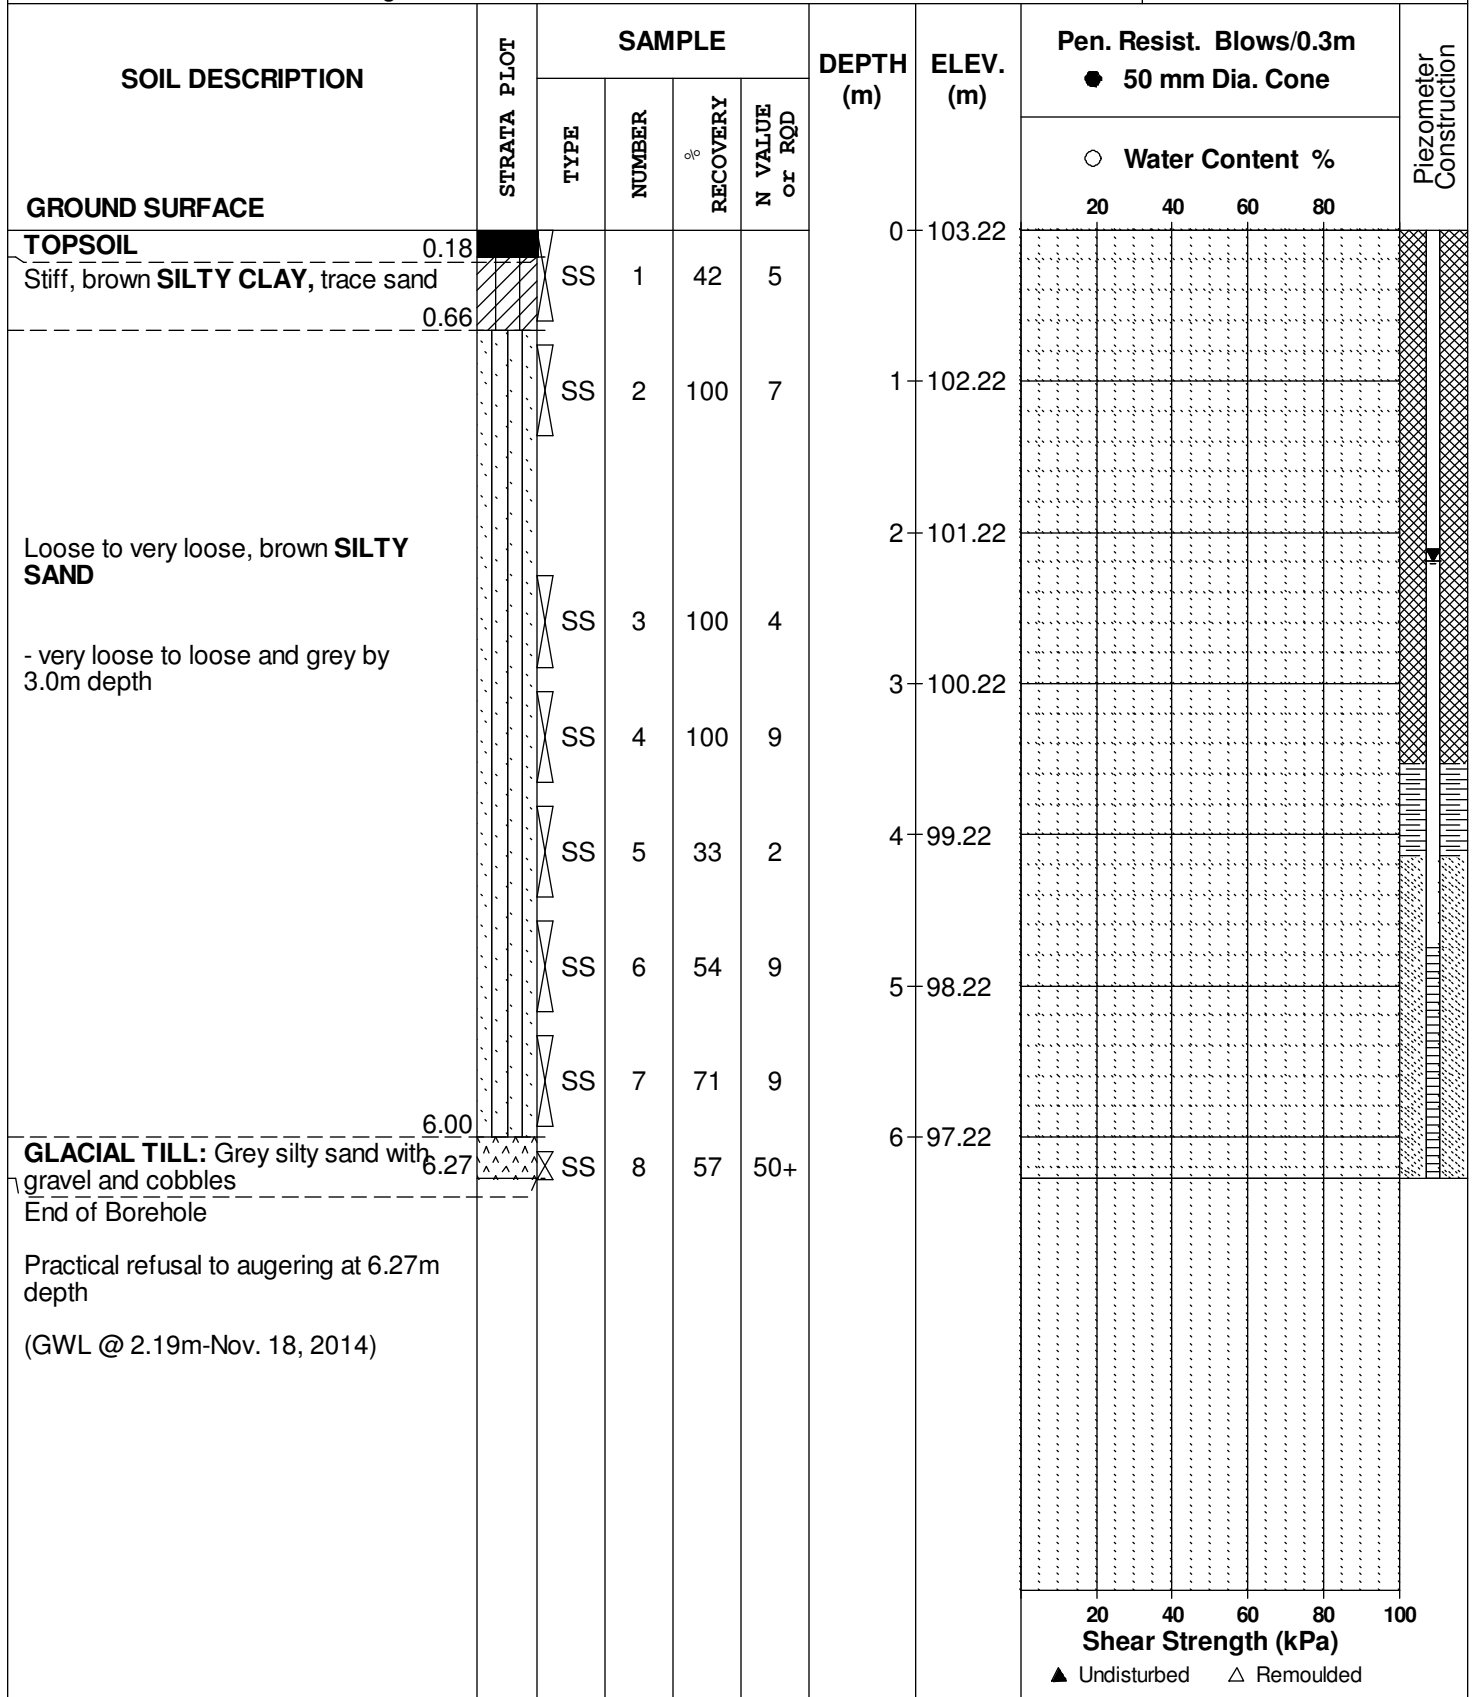 SOIL DESCRIPTION
GROUND SURFACE
STRATA PLOT
SAMPLE
TYPE
NUMBER
%
RECOVERY
N VALUE
or RQD
DEPTH
(m)
ELEV.
(m)
Pen. Resist. Blows/0.3m
● 50 mm Dia. Cone
○ Water Content %
20 40 60 80
Piezometer
Construction
0 103.22
TOPSOIL 0.18
Stiff, brown SILTY CLAY, trace sand
SS 1 42 5
0.66
SS 2 100 7
1 102.22
2 101.22
Loose to very loose, brown SILTY
SAND
SS 3 100 4
- very loose to loose and grey by
3.0m depth
3 100.22
SS 4 100 9
4 99.22
SS 5 33 2
SS 6 54 9
5 98.22
SS 7 71 9
6.00
6 97.22
GLACIAL TILL: Grey silty sand with
gravel and cobbles
6.27
SS 8 57 50+
End of Borehole
Practical refusal to augering at 6.27m
depth
(GWL @ 2.19m-Nov. 18, 2014)
20 40 60 80 100
Shear Strength (kPa)
▲ Undisturbed △ Remoulded